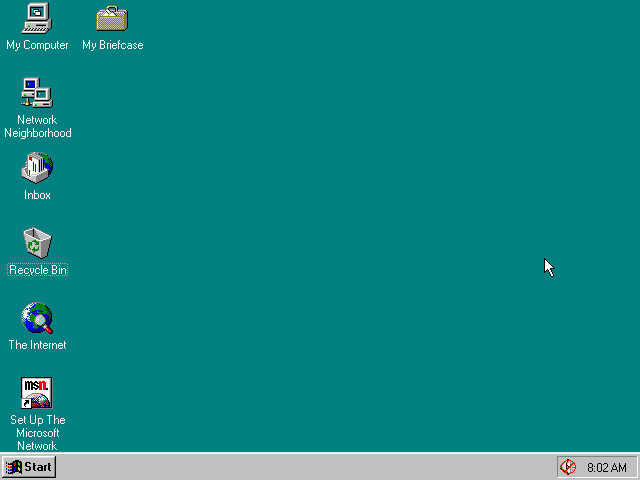 My Computer
My Briefcase
Network
Neighborhood
Inbox
Recycle Bin
The Internet
msn
Set Up The
Microsoft
Network
Start
8:02 AM